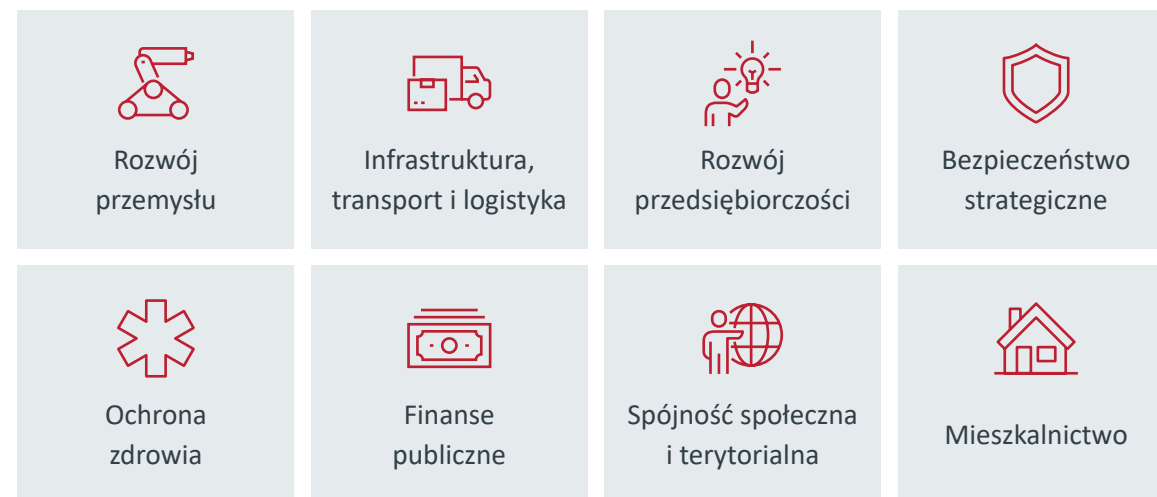 Rozwój
przemysłu
Infrastruktura,
transport i logistyka
Rozwój
przedsiębiorczości
Bezpieczeństwo
strategiczne
Ochrona
zdrowia
Finanse
publiczne
Spójność społeczna
i terytorialna
Mieszkalnictwo